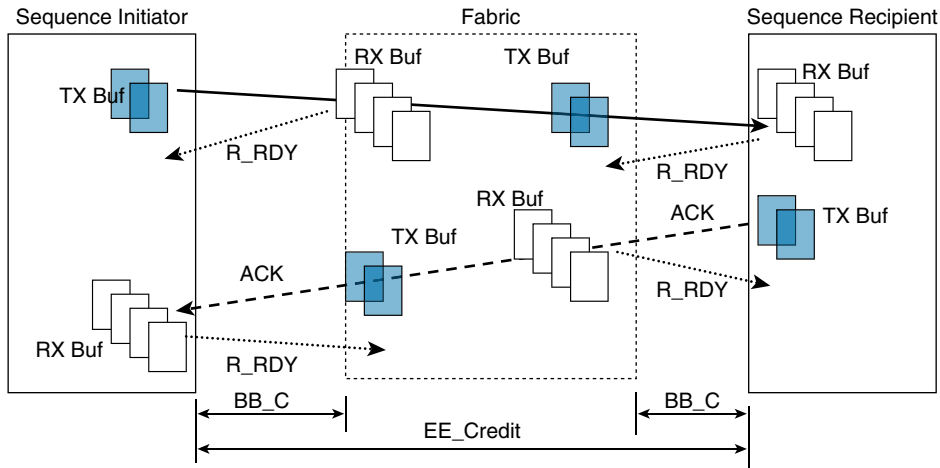 Sequence Initiator
Fabric
Sequence Recipient
RX Buf
TX Buf
RX Buf
TX Buf
R_RDY
R_RDY
RX Buf
ACK
TX Buf
TX Buf
ACK
R_RDY
RX Buf
R_RDY
BB_C
BB_C
EE_Credit